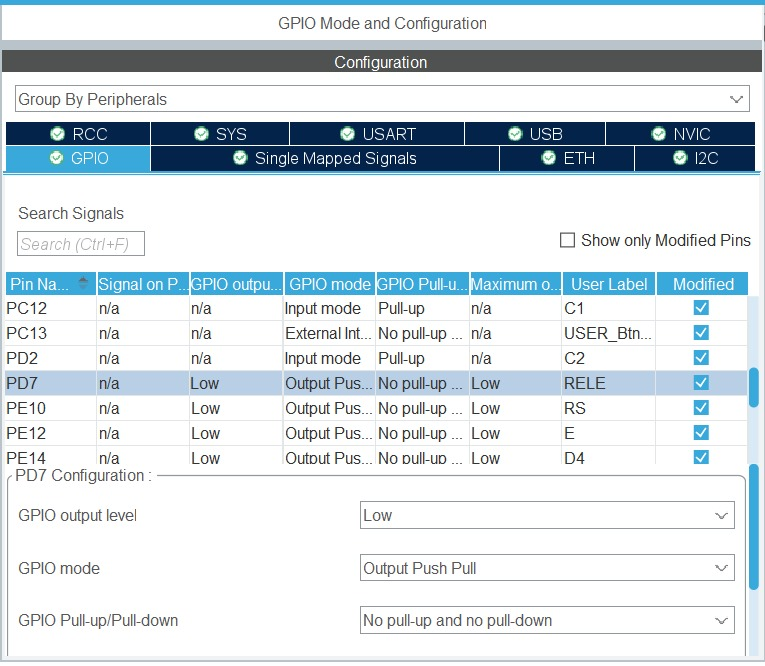 GPIO Mode and Configuration
Configuration
Group By Peripherals
RCC SYS USART USB NVIC
GPIO Single Mapped Signals ETH I2C
Search Signals
Search (Ctrl+F)
Show only Modified Pins
Pin Na... Signal on P... GPIO outpu... GPIO mode GPIO Pull-u... Maximum o... User Label Modified
PC12 n/a n/a Input mode Pull-up n/a C1
PC13 n/a n/a External Int... No pull-up ... n/a USER_Btn...
PD2 n/a n/a Input mode Pull-up n/a C2
PD7 n/a Low Output Pus... No pull-up ... Low RELE
PE10 n/a Low Output Pus... No pull-up ... Low RS
PE12 n/a Low Output Pus... No pull-up ... Low E
PE14 n/a Low Output Pus... No pull-up ... Low D4
PD7 Configuration :
GPIO output level Low
GPIO mode Output Push Pull
GPIO Pull-up/Pull-down No pull-up and no pull-down